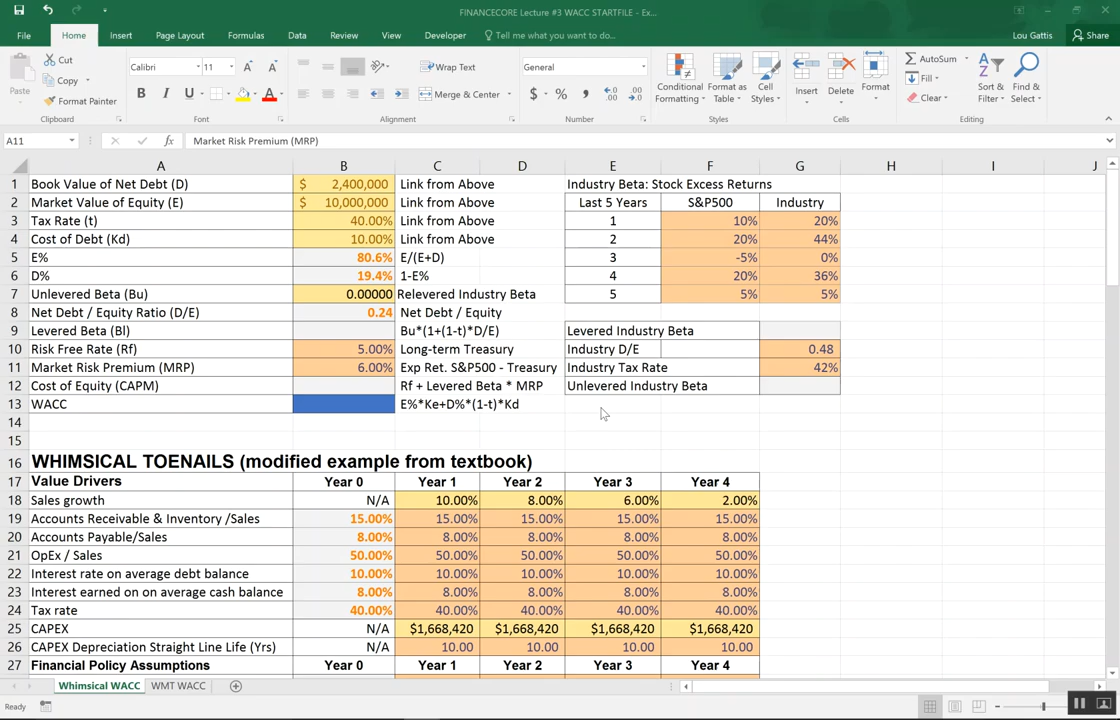 FINANCECORE Lecture #3 WACC STARTFILE - Ex...
File Home Insert Page Layout Formulas Data Review View Developer Tell me what you want to do... Lou Gattis Share
Cut Calibri 11 A A Wrap Text General AutoSum
Copy Fill
Paste Format Painter B I U A Merge & Center $ % , Conditional Formatting Format as Table Cell Styles Insert Delete Format Clear Sort & Filter Find & Select
Clipboard Font Alignment Number Styles Cells Editing
A11 fx Market Risk Premium (MRP)
A B C D E F G H I J
1 Book Value of Net Debt (D) $ 2,400,000 Link from Above Industry Beta: Stock Excess Returns
2 Market Value of Equity (E) $ 10,000,000 Link from Above Last 5 Years S&P500 Industry
3 Tax Rate (t) 40.00% Link from Above 1 10% 20%
4 Cost of Debt (Kd) 10.00% Link from Above 2 20% 44%
5 E% 80.6% E/(E+D) 3 -5% 0%
6 D% 19.4% 1-E% 4 20% 36%
7 Unlevered Beta (Bu) 0.00000 Relevered Industry Beta 5 5% 5%
8 Net Debt / Equity Ratio (D/E) 0.24 Net Debt / Equity
9 Levered Beta (Bl) Bu*(1+(1-t)*D/E) Levered Industry Beta
10 Risk Free Rate (Rf) 5.00% Long-term Treasury Industry D/E 0.48
11 Market Risk Premium (MRP) 6.00% Exp Ret. S&P500 - Treasury Industry Tax Rate 42%
12 Cost of Equity (CAPM) Rf + Levered Beta * MRP Unlevered Industry Beta
13 WACC E%*Ke+D%*(1-t)*Kd
14
15
16 WHIMSICAL TOENAILS (modified example from textbook)
17 Value Drivers Year 0 Year 1 Year 2 Year 3 Year 4
18 Sales growth N/A 10.00% 8.00% 6.00% 2.00%
19 Accounts Receivable & Inventory /Sales 15.00% 15.00% 15.00% 15.00% 15.00%
20 Accounts Payable/Sales 8.00% 8.00% 8.00% 8.00% 8.00%
21 OpEx / Sales 50.00% 50.00% 50.00% 50.00% 50.00%
22 Interest rate on average debt balance 10.00% 10.00% 10.00% 10.00% 10.00%
23 Interest earned on on average cash balance 8.00% 8.00% 8.00% 8.00% 8.00%
24 Tax rate 40.00% 40.00% 40.00% 40.00% 40.00%
25 CAPEX N/A $1,668,420 $1,668,420 $1,668,420 $1,668,420
26 CAPEX Depreciation Straight Line Life (Yrs) N/A 10.00 10.00 10.00 10.00
27 Financial Policy Assumptions Year 0 Year 1 Year 2 Year 3 Year 4
Whimsical WACC WMT WACC
Ready